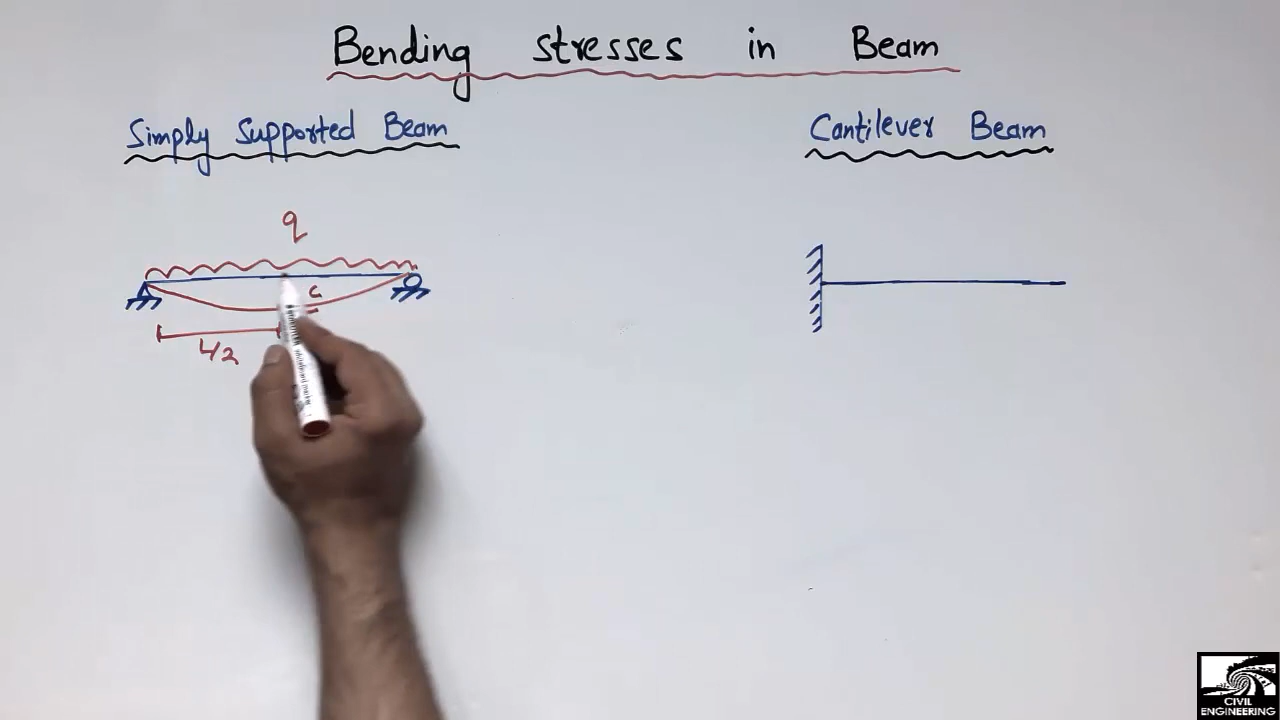 Bending stresses in Beam
Simply Supported Beam
Cantilever Beam
q
L/2
CIVIL
ENGINEERING